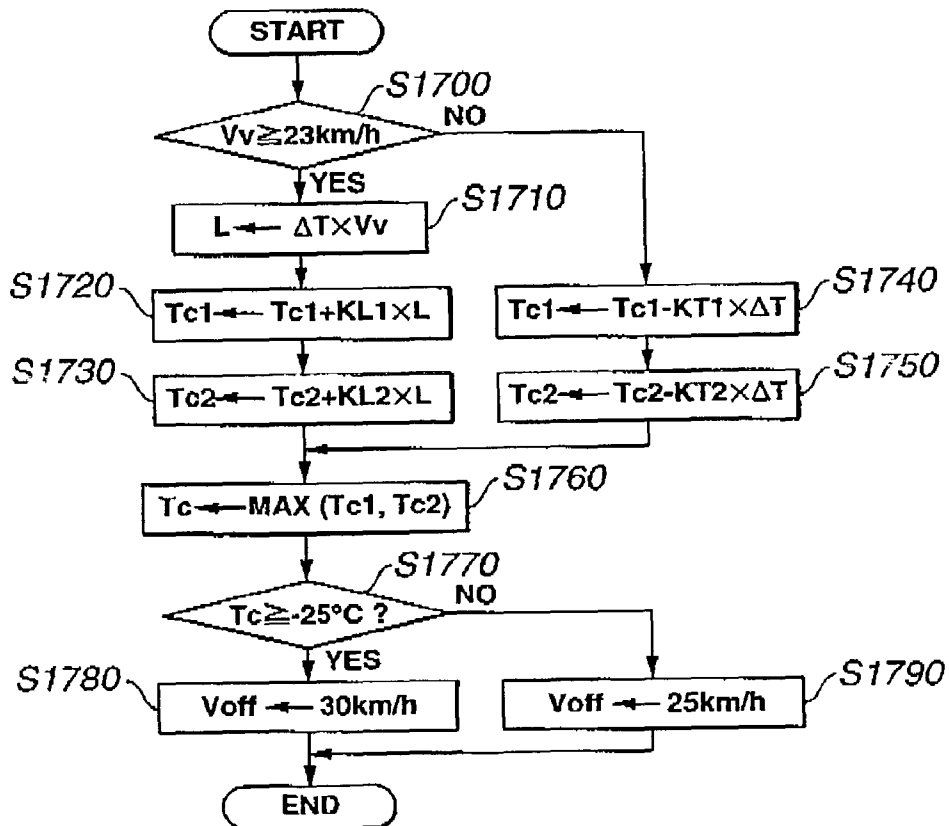 START
S1700
Vv≧23km/h
NO
YES
S1710
L← ΔT×Vv
S1720
Tc1← Tc1+KL1×L
S1740
Tc1← Tc1-KT1×ΔT
S1730
Tc2← Tc2+KL2×L
S1750
Tc2← Tc2-KT2×ΔT
S1760
Tc←MAX (Tc1, Tc2)
S1770
Tc≧-25°C ?
NO
YES
S1780
Voff ← 30km/h
S1790
Voff ← 25km/h
END